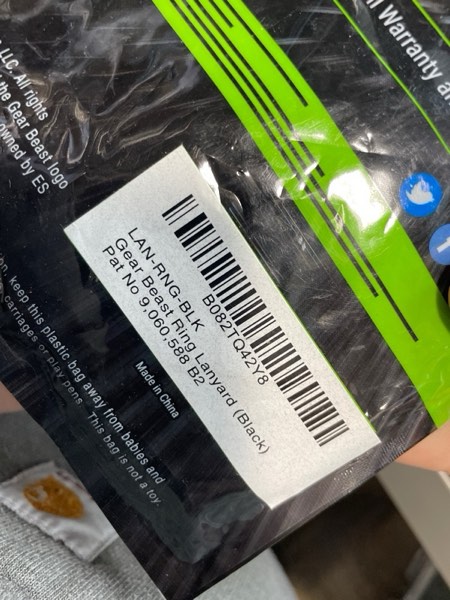 LLC. All rights
the Gear Beast logo
owned by ES
ll Warranty a
B082TQ42Y8
LAN-RNG-BLK
Gear Beast Ring Lanyard (Black)
Pat No 9,060,588 B2
Made in China
keep this plastic bag away from babies and
carriages or play pens. This bag is not a toy.